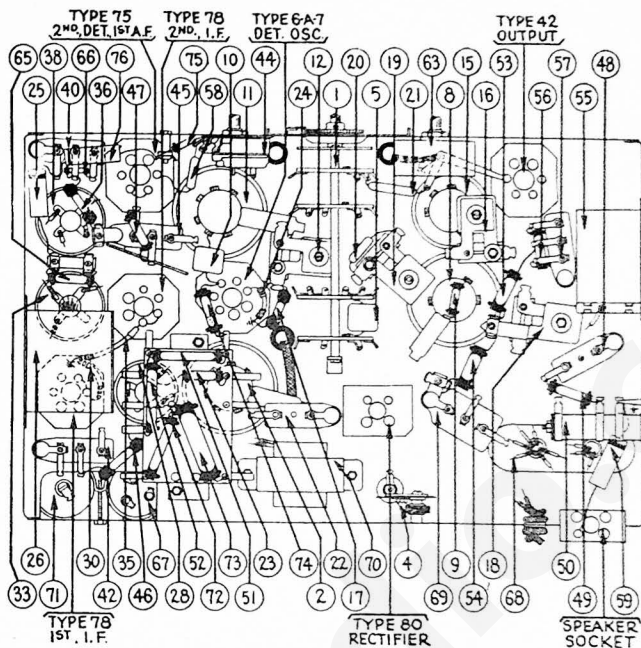 TYPE 75
2ND, DET, 1ST A.F.
TYPE 78
2ND, I.F.
TYPE 6-A-7
DET. OSC.
TYPE 42
OUTPUT
65 38 66 76 75 10 44 12 20 19 63 15 53 57 48
25 40 36 47 45 58 11 24 1 5 21 8 16 56 55
26 30 35 67 52 73 23 74 22 70 4 9 18 50 59
33 71 42 46 28 72 51 2 17 69 54 68 49
TYPE 78
1ST, I.F.
TYPE 80
RECTIFIER
SPEAKER
SOCKET